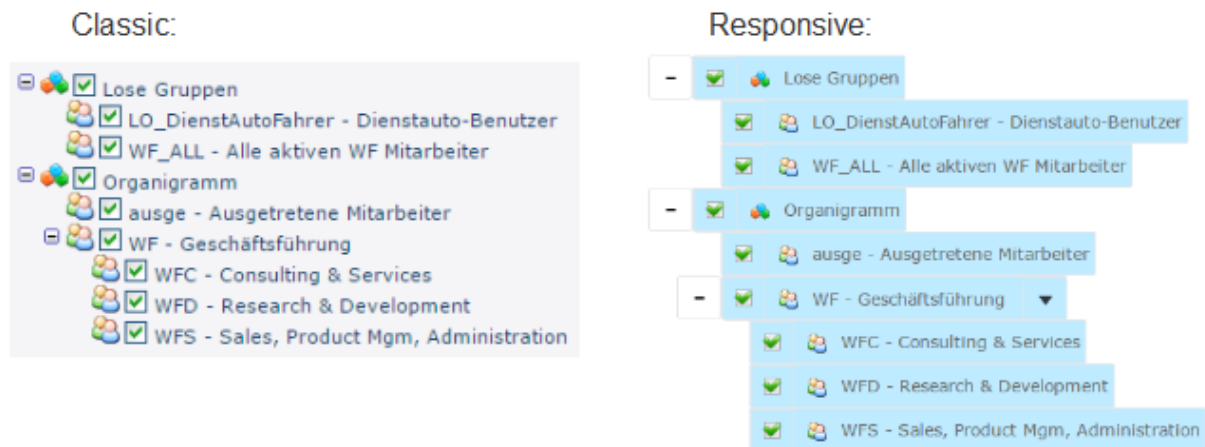 Classic:
Lose Gruppen
LO_DienstAutoFahrer - Dienstauto-Benutzer
WF_ALL - Alle aktiven WF Mitarbeiter
Organigramm
ausge - Ausgetretene Mitarbeiter
WF - Geschäftsführung
WFC - Consulting & Services
WFD - Research & Development
WFS - Sales, Product Mgm, Administration
Responsive:
Lose Gruppen
LO_DienstAutoFahrer - Dienstauto-Benutzer
WF_ALL - Alle aktiven WF Mitarbeiter
Organigramm
ausge - Ausgetretene Mitarbeiter
WF - Geschäftsführung
WFC - Consulting & Services
WFD - Research & Development
WFS - Sales, Product Mgm, Administration